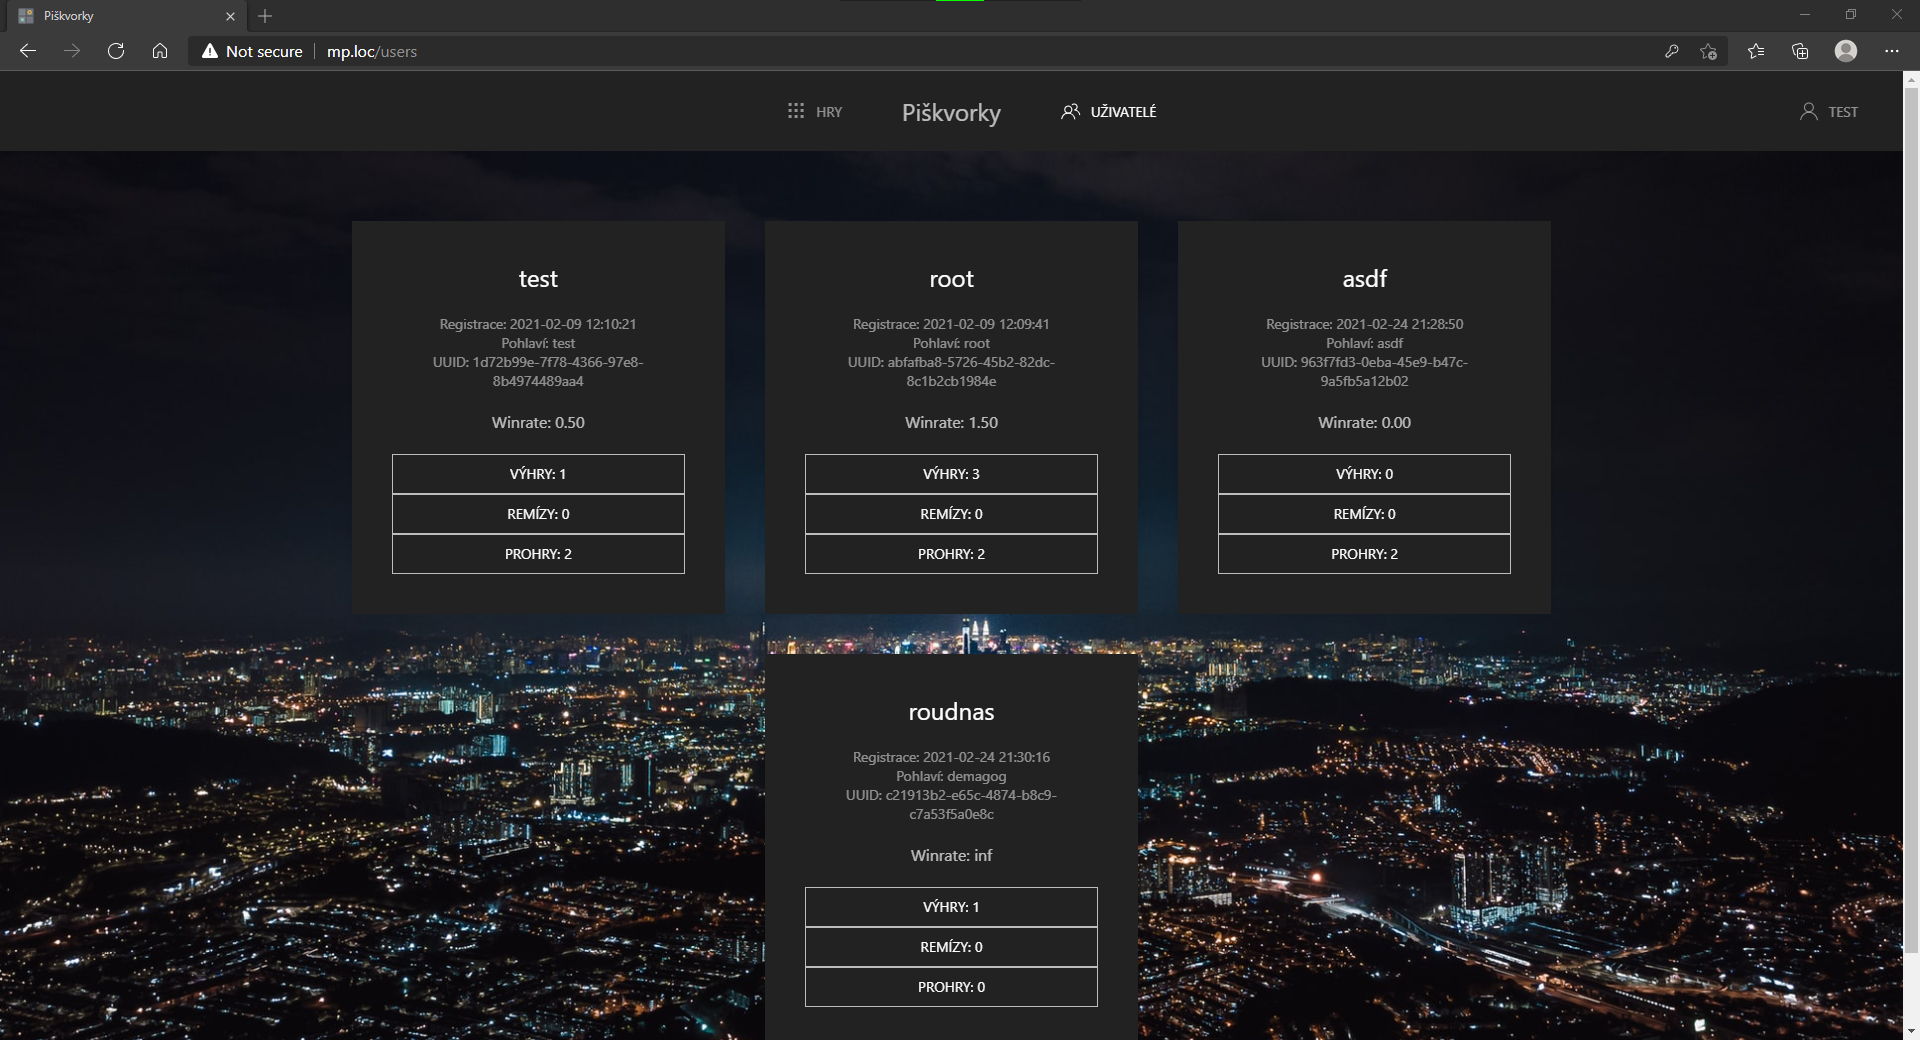 Piškvorky
Not secure
mp.loc/users
HRY
Piškvorky
UŽIVATELÉ
TEST
test
Registrace: 2021-02-09 12:10:21
Pohlaví: test
UUID: 1d72b99e-7f78-4366-97e8-
8b4974489aa4
Winrate: 0.50
VÝHRY: 1
REMÍZY: 0
PROHRY: 2
root
Registrace: 2021-02-09 12:09:41
Pohlaví: root
UUID: abfafba8-5726-45b2-82dc-
8c1b2cb1984e
Winrate: 1.50
VÝHRY: 3
REMÍZY: 0
PROHRY: 2
asdf
Registrace: 2021-02-24 21:28:50
Pohlaví: asdf
UUID: 963f7fd3-0eba-45e9-b47c-
9a5fb5a12b02
Winrate: 0.00
VÝHRY: 0
REMÍZY: 0
PROHRY: 2
roudnas
Registrace: 2021-02-24 21:30:16
Pohlaví: demagog
UUID: c21913b2-e65c-4874-b8c9-
c7a53f5a0e8c
Winrate: inf
VÝHRY: 1
REMÍZY: 0
PROHRY: 0